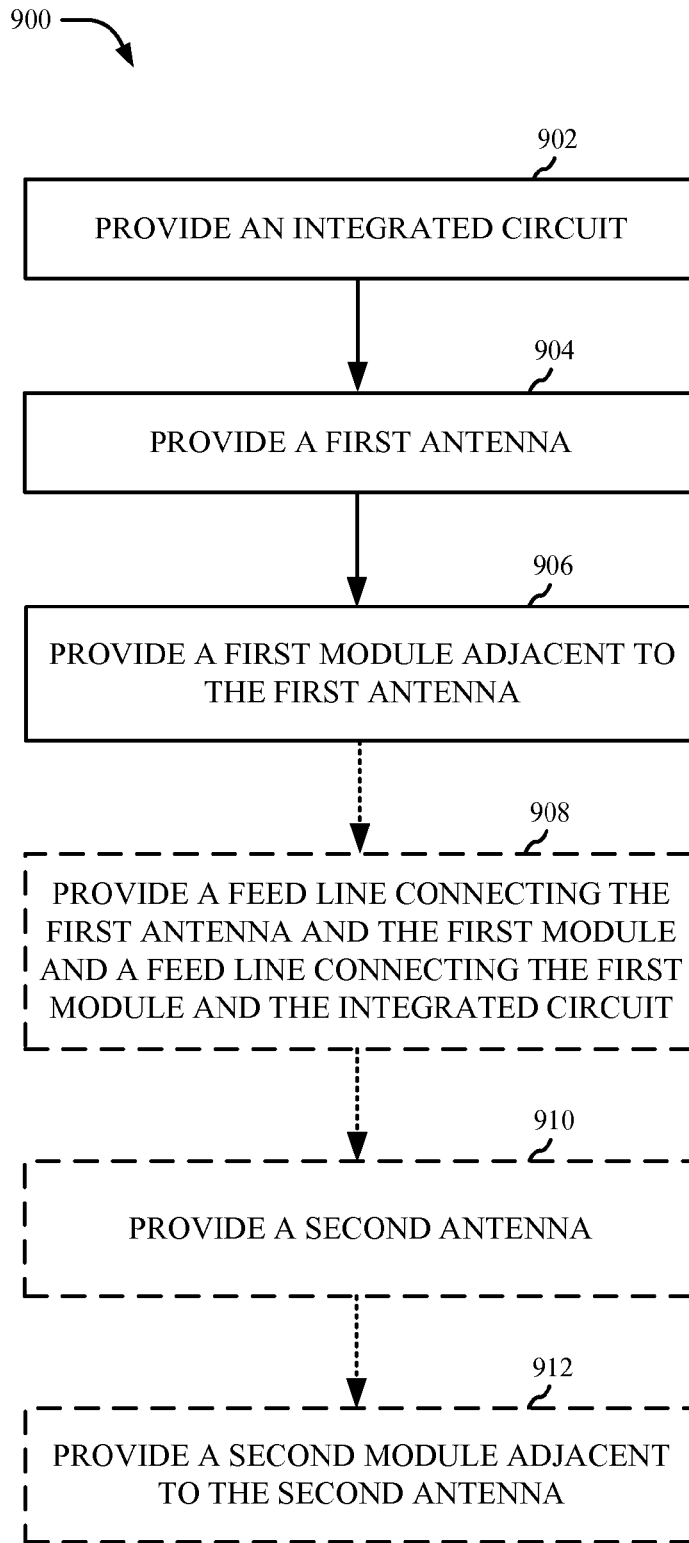 900
902
PROVIDE AN INTEGRATED CIRCUIT
904
PROVIDE A FIRST ANTENNA
906
PROVIDE A FIRST MODULE ADJACENT TO
THE FIRST ANTENNA
908
PROVIDE A FEED LINE CONNECTING THE
FIRST ANTENNA AND THE FIRST MODULE
AND A FEED LINE CONNECTING THE FIRST
MODULE AND THE INTEGRATED CIRCUIT
910
PROVIDE A SECOND ANTENNA
912
PROVIDE A SECOND MODULE ADJACENT
TO THE SECOND ANTENNA